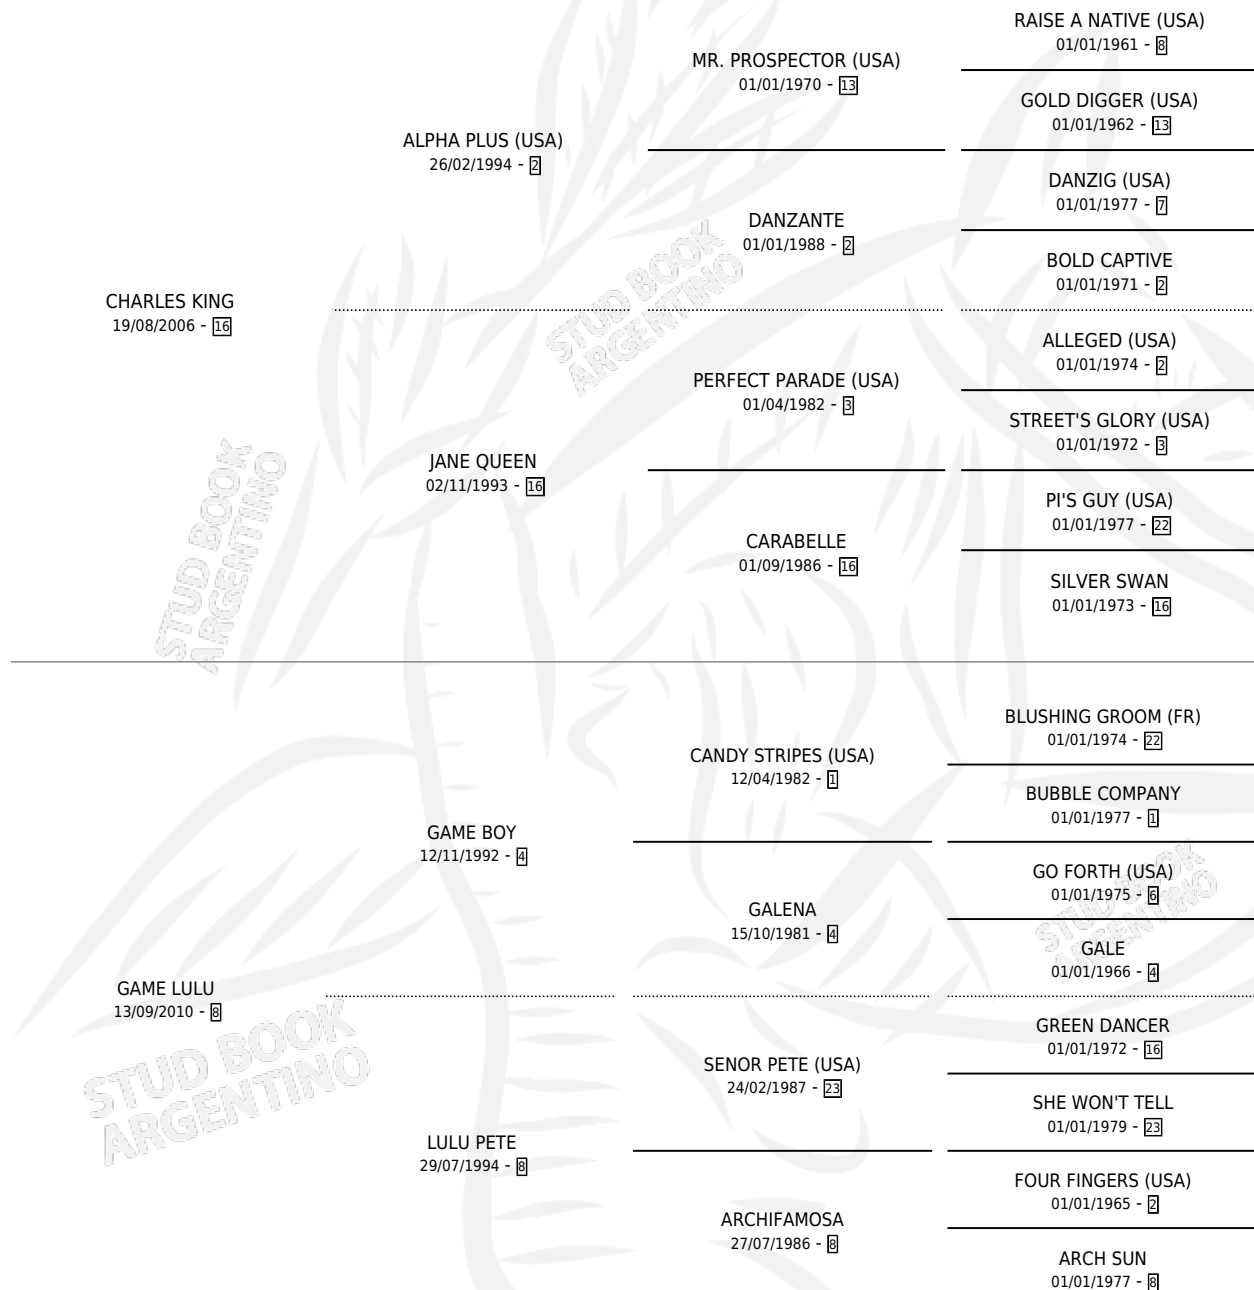 RAISE A NATIVE (USA)
01/01/1961 - 8
MR. PROSPECTOR (USA)
01/01/1970 - 13
GOLD DIGGER (USA)
01/01/1962 - 13
ALPHA PLUS (USA)
26/02/1994 - 2
DANZIG (USA)
01/01/1977 - 7
DANZANTE
01/01/1988 - 2
BOLD CAPTIVE
01/01/1971 - 2
CHARLES KING
19/08/2006 - 16
ALLEGED (USA)
01/01/1974 - 2
PERFECT PARADE (USA)
01/04/1982 - 3
STREET'S GLORY (USA)
01/01/1972 - 3
JANE QUEEN
02/11/1993 - 16
PI'S GUY (USA)
01/01/1977 - 22
CARABELLE
01/09/1986 - 16
SILVER SWAN
01/01/1973 - 16
STUD BOOK
ARGENTINO
STUD BOOK
ARGENTINO
BLUSHING GROOM (FR)
01/01/1974 - 22
CANDY STRIPES (USA)
12/04/1982 - 1
BUBBLE COMPANY
01/01/1977 - 1
GAME BOY
12/11/1992 - 4
GO FORTH (USA)
01/01/1975 - 6
GALENA
15/10/1981 - 4
GALE
01/01/1966 - 4
GAME LULU
13/09/2010 - 8
GREEN DANCER
01/01/1972 - 16
SENOR PETE (USA)
24/02/1987 - 23
SHE WON'T TELL
01/01/1979 - 23
LULU PETE
29/07/1994 - 8
FOUR FINGERS (USA)
01/01/1965 - 2
ARCHIFAMOSA
27/07/1986 - 8
ARCH SUN
01/01/1977 - 8
STUD BOOK
ARGENTINO
STUD BOOK
ARGENTINO